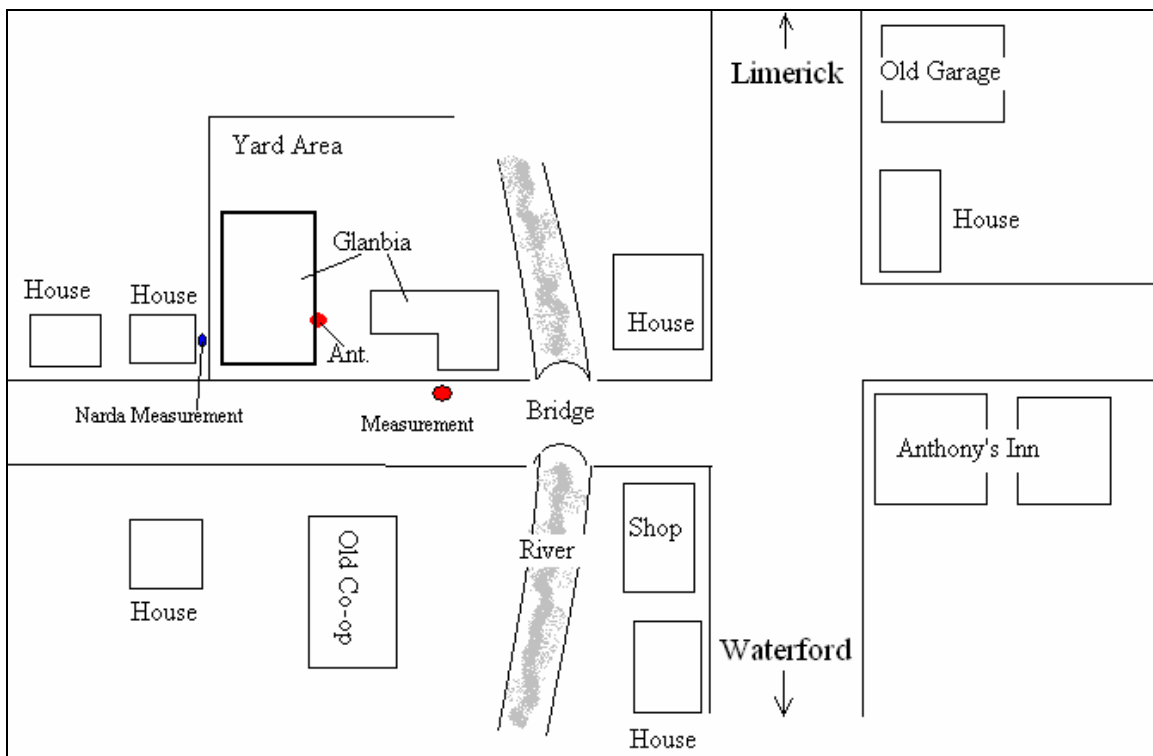 Limerick
Old Garage
Yard Area
House
Glanbia
House
House
House
Ant.
Narda Measurement
Measurement
Bridge
Anthony's Inn
Shop
River
Old Co-op
House
Waterford
House